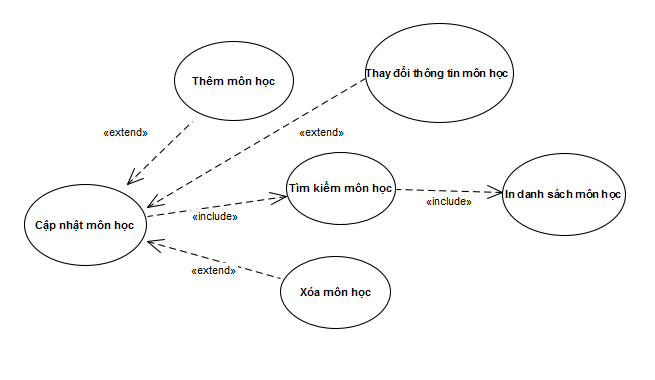 Thêm môn học
Thay đổi thông tin môn học
«extend»
«extend»
Tìm kiếm môn học
In danh sách môn học
«include»
«include»
Cập nhật môn học
«extend»
Xóa môn học